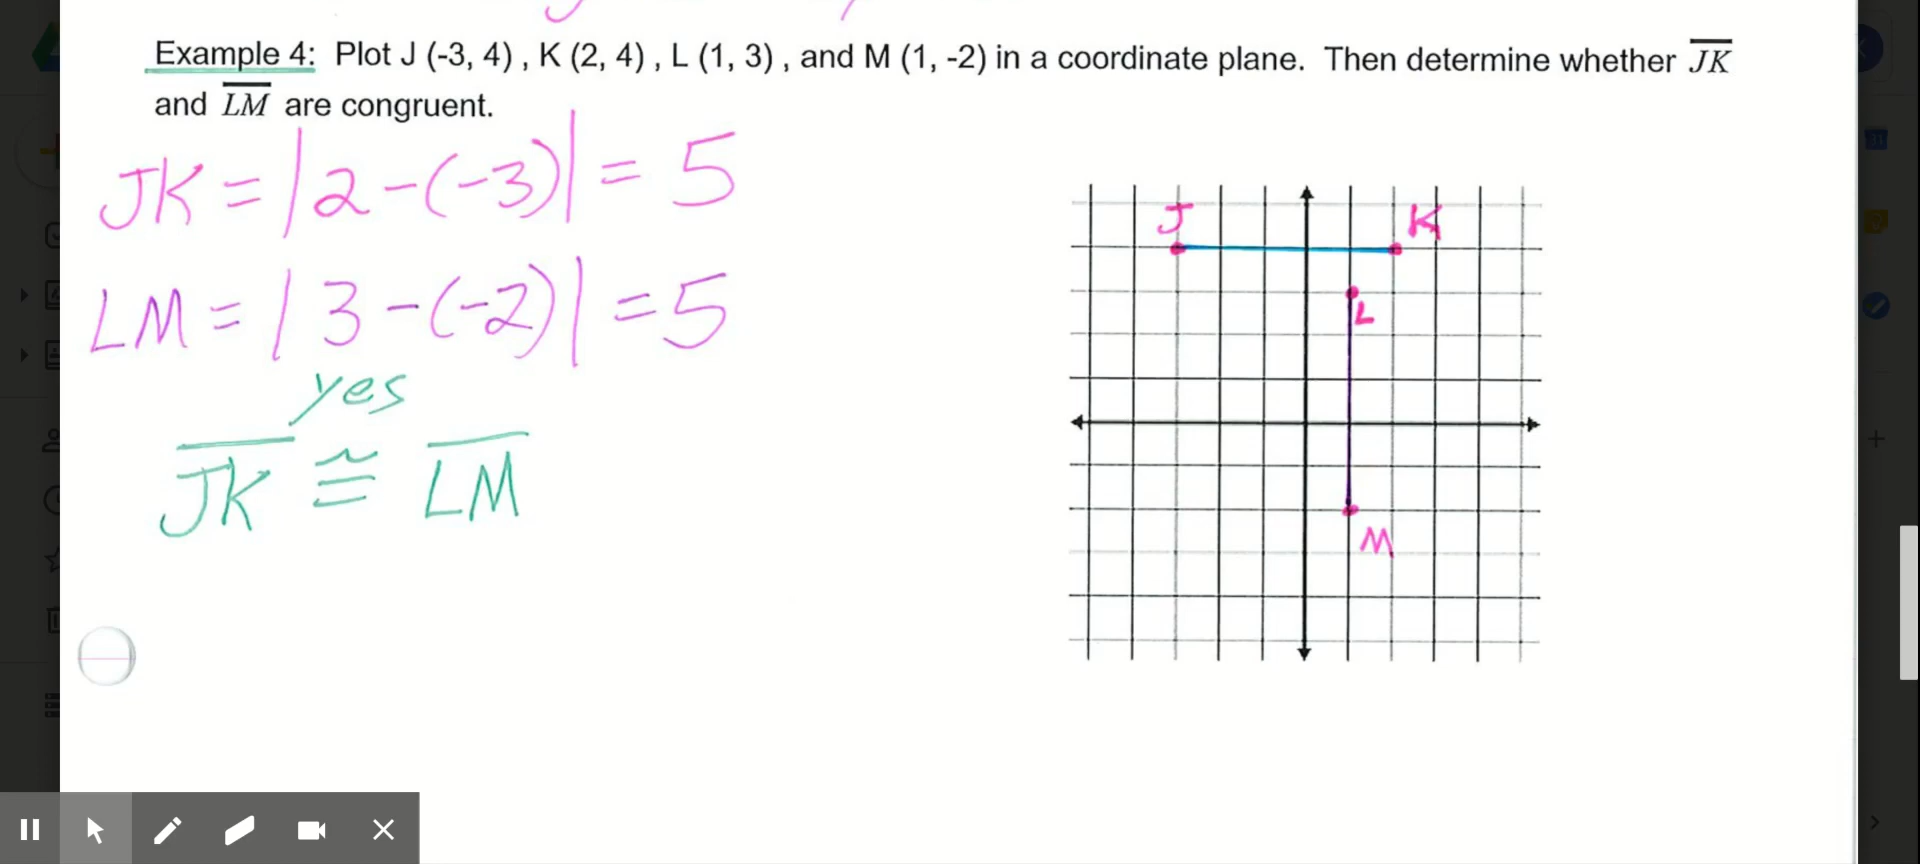 Example 4: Plot J (-3, 4) , K (2, 4) , L (1, 3) , and M (1, -2) in a coordinate plane. Then determine whether JK
and LM are congruent.
JK = |2-(-3)| = 5
LM = |3-(-2)| = 5
yes
JK ≅ LM
J
K
L
M